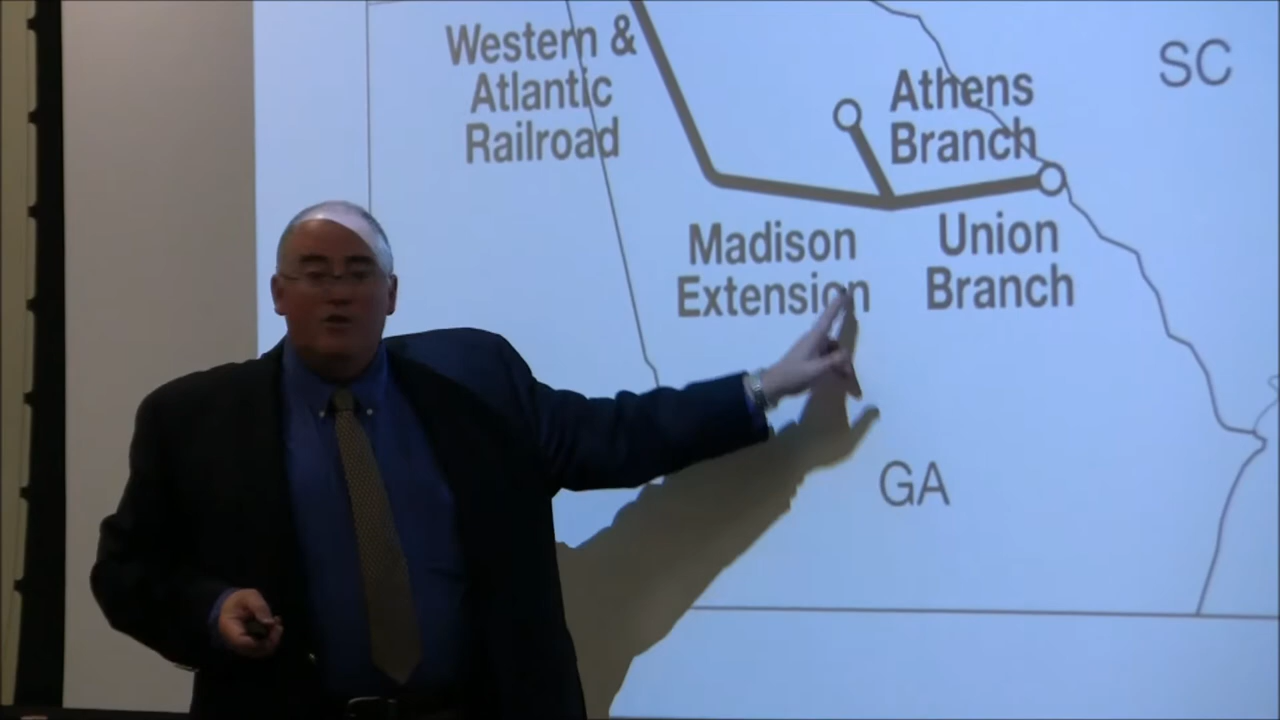 Western &
Atlantic
Railroad
Athens
Branch
SC
Madison
Extension
Union
Branch
GA